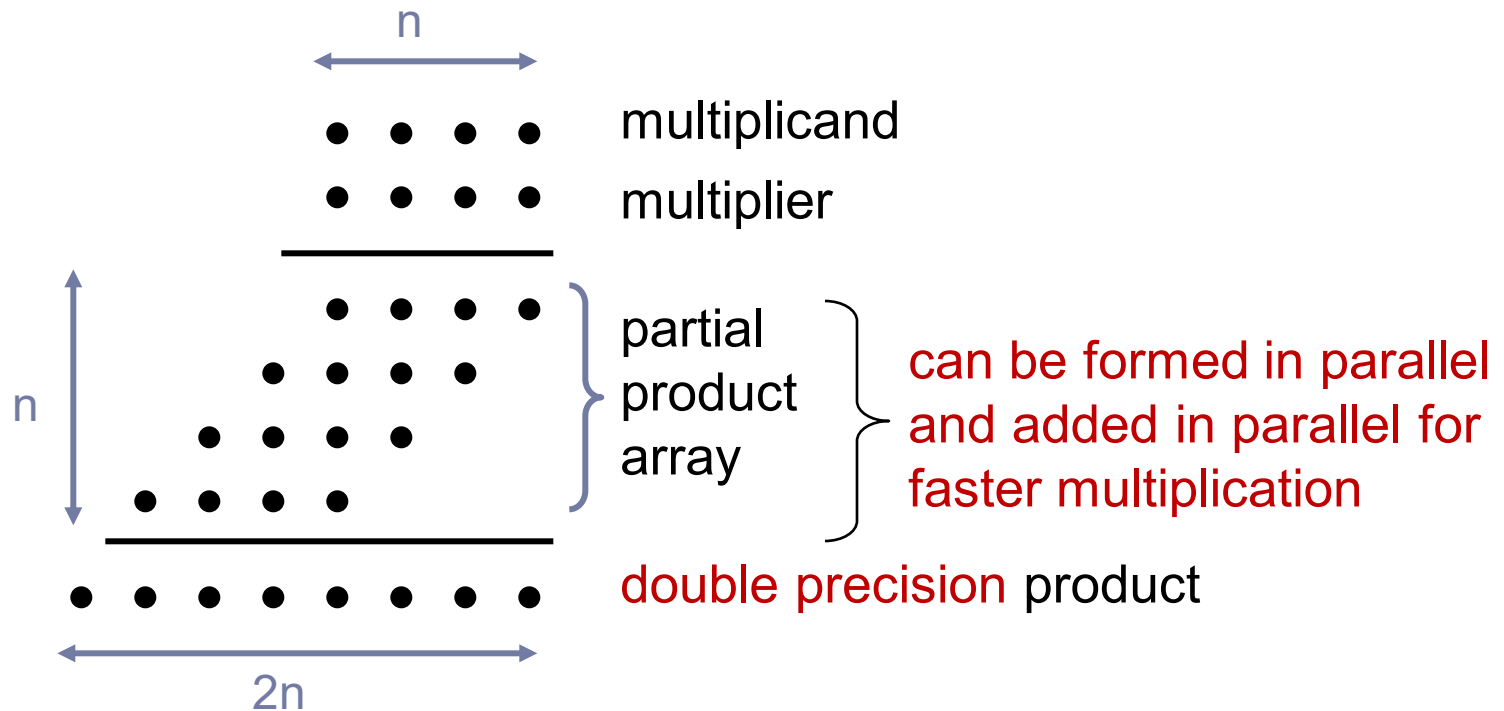 n
multiplicand
multiplier
n
partial
product
array
can be formed in parallel
and added in parallel for
faster multiplication
double precision product
2n